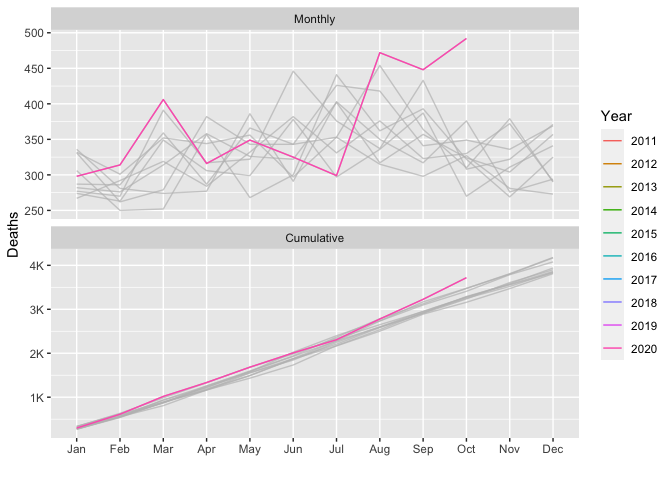 Monthly
500
450
400
350
300
250
Deaths
Cumulative
4K
3K
2K
1K
Jan Feb Mar Apr May Jun Jul Aug Sep Oct Nov Dec
Year
2011
2012
2013
2014
2015
2016
2017
2018
2019
2020